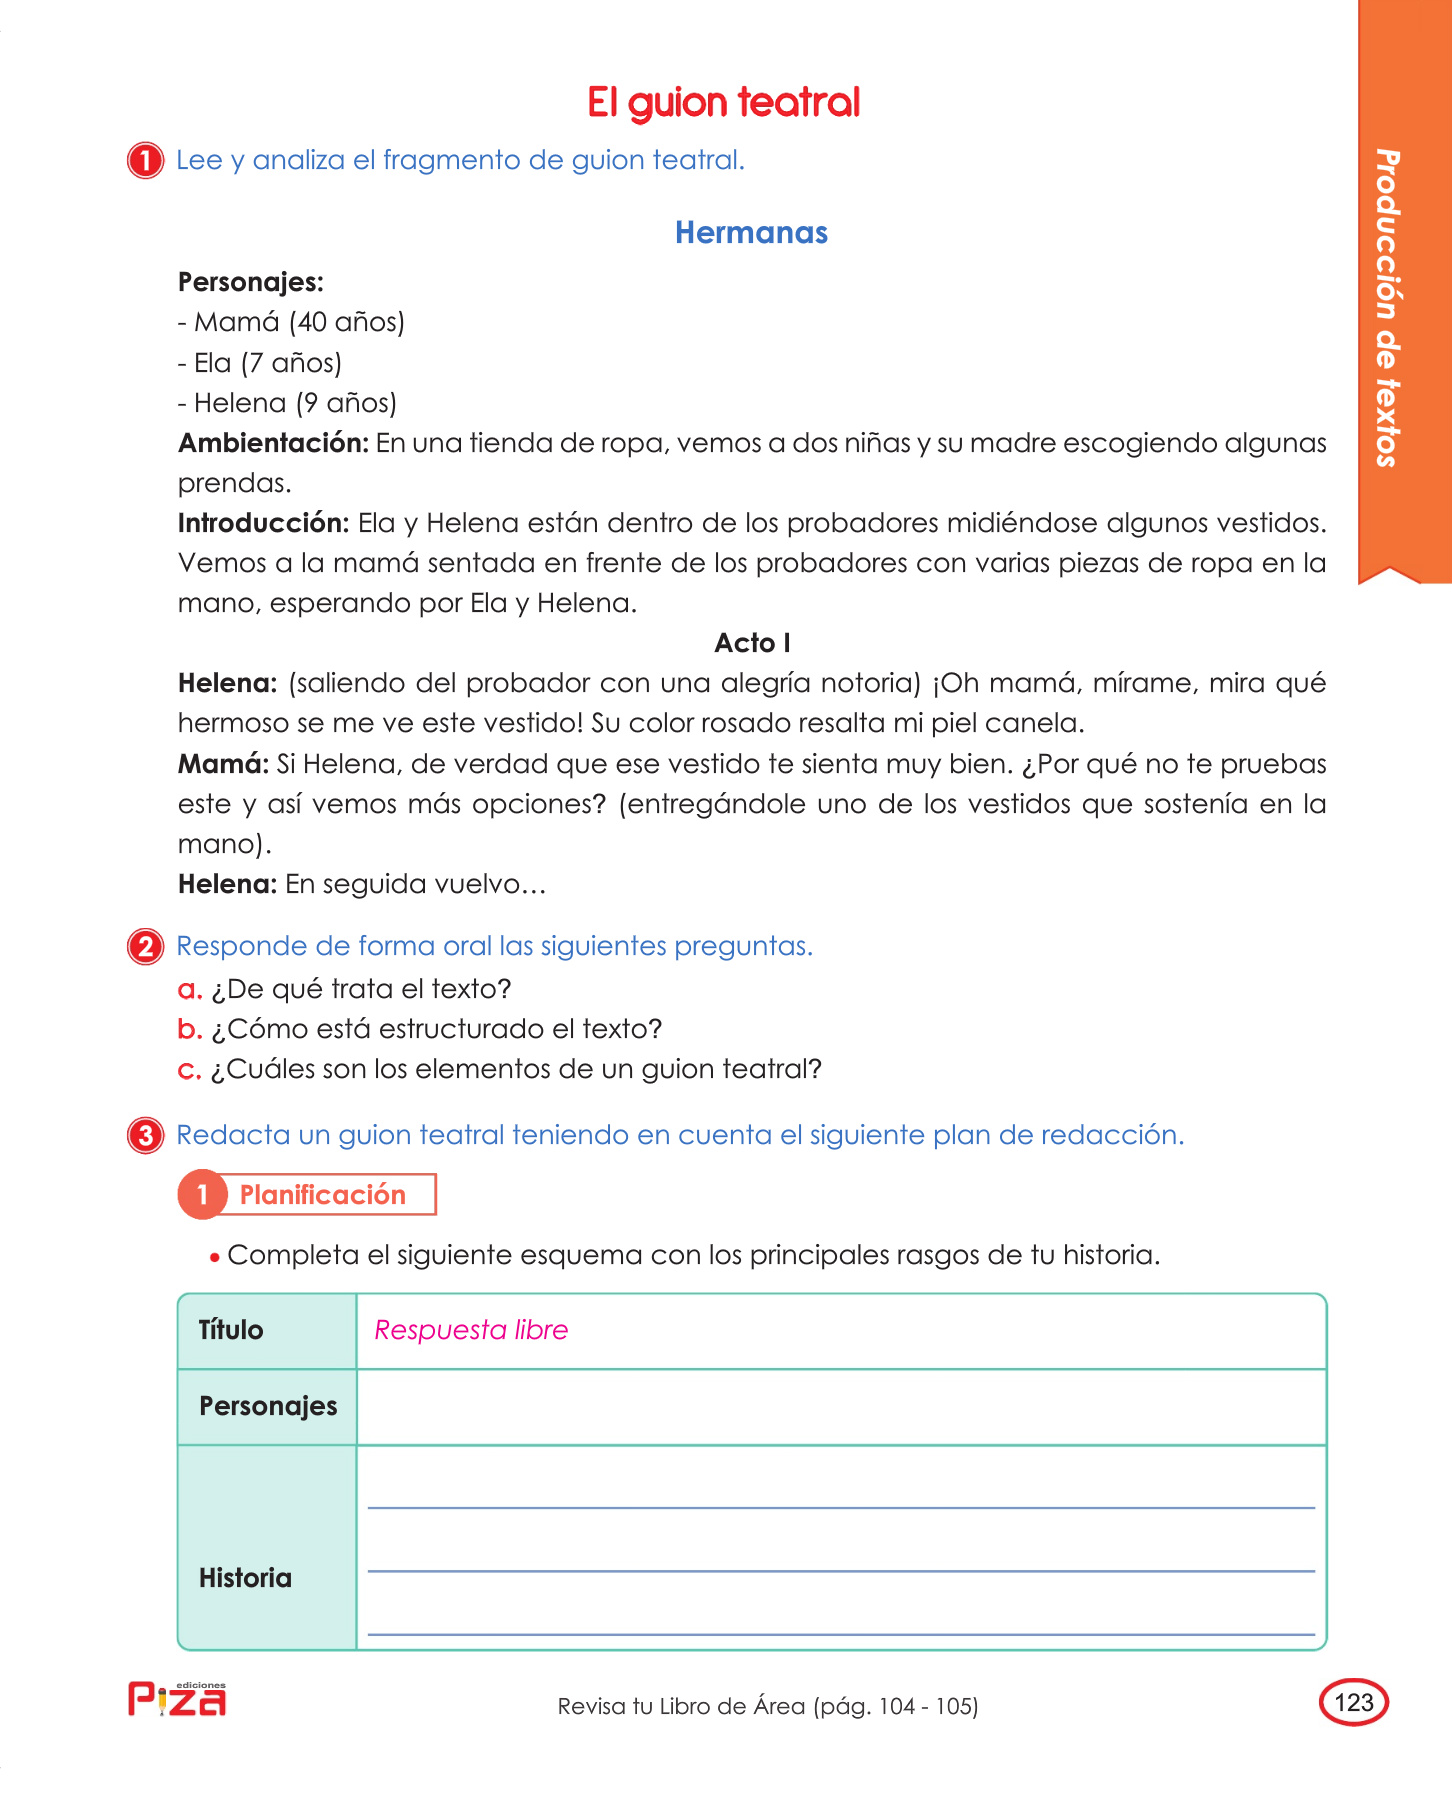 El guion teatral
1 Lee y analiza el fragmento de guion teatral.
Producción de textos
Hermanas
Personajes:
- Mamá (40 años)
- Ela (7 años)
- Helena (9 años)
Ambientación: En una tienda de ropa, vemos a dos niñas y su madre escogiendo algunas
prendas.
Introducción: Ela y Helena están dentro de los probadores midiéndose algunos vestidos.
Vemos a la mamá sentada en frente de los probadores con varias piezas de ropa en la
mano, esperando por Ela y Helena.
Acto I
Helena: (saliendo del probador con una alegría notoria) ¡Oh mamá, mírame, mira qué
hermoso se me ve este vestido! Su color rosado resalta mi piel canela.
Mamá: Si Helena, de verdad que ese vestido te sienta muy bien. ¿Por qué no te pruebas
este y así vemos más opciones? (entregándole uno de los vestidos que sostenía en la
mano).
Helena: En seguida vuelvo…
2 Responde de forma oral las siguientes preguntas.
a. ¿De qué trata el texto?
b. ¿Cómo está estructurado el texto?
c. ¿Cuáles son los elementos de un guion teatral?
3 Redacta un guion teatral teniendo en cuenta el siguiente plan de redacción.
1 Planificación
• Completa el siguiente esquema con los principales rasgos de tu historia.
Título Respuesta libre
Personajes
Historia
ediciones
Piza
Revisa tu Libro de Área (pág. 104 - 105)
123